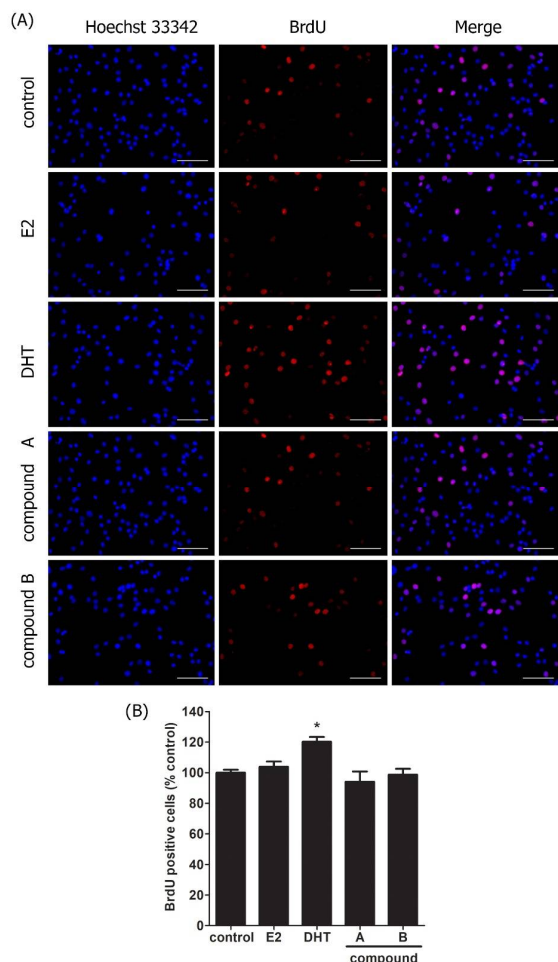 (A)
Hoechst 33342 BrdU Merge
control
E2
DHT
compound A
compound B
(B)
BrdU positive cells (% control)
140
120
100
80
60
40
20
0
*
control E2 DHT A B
compound